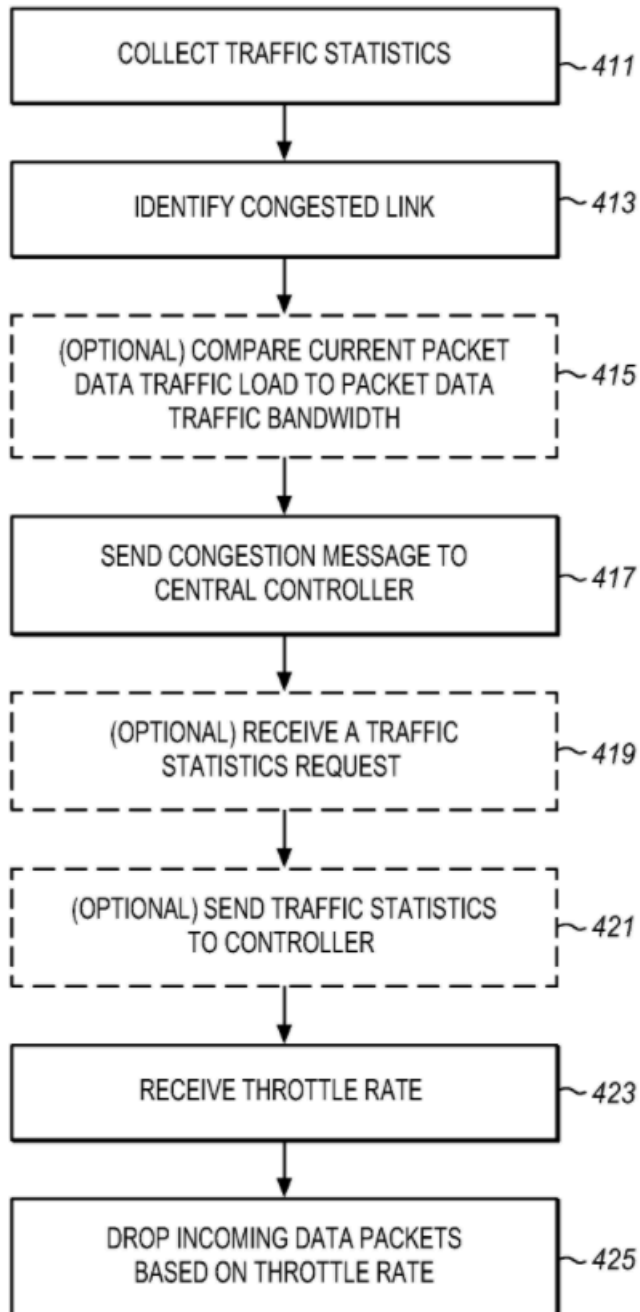 COLLECT TRAFFIC STATISTICS
411
IDENTIFY CONGESTED LINK
413
(OPTIONAL) COMPARE CURRENT PACKET
DATA TRAFFIC LOAD TO PACKET DATA
TRAFFIC BANDWIDTH
415
SEND CONGESTION MESSAGE TO
CENTRAL CONTROLLER
417
(OPTIONAL) RECEIVE A TRAFFIC
STATISTICS REQUEST
419
(OPTIONAL) SEND TRAFFIC STATISTICS
TO CONTROLLER
421
RECEIVE THROTTLE RATE
423
DROP INCOMING DATA PACKETS
BASED ON THROTTLE RATE
425